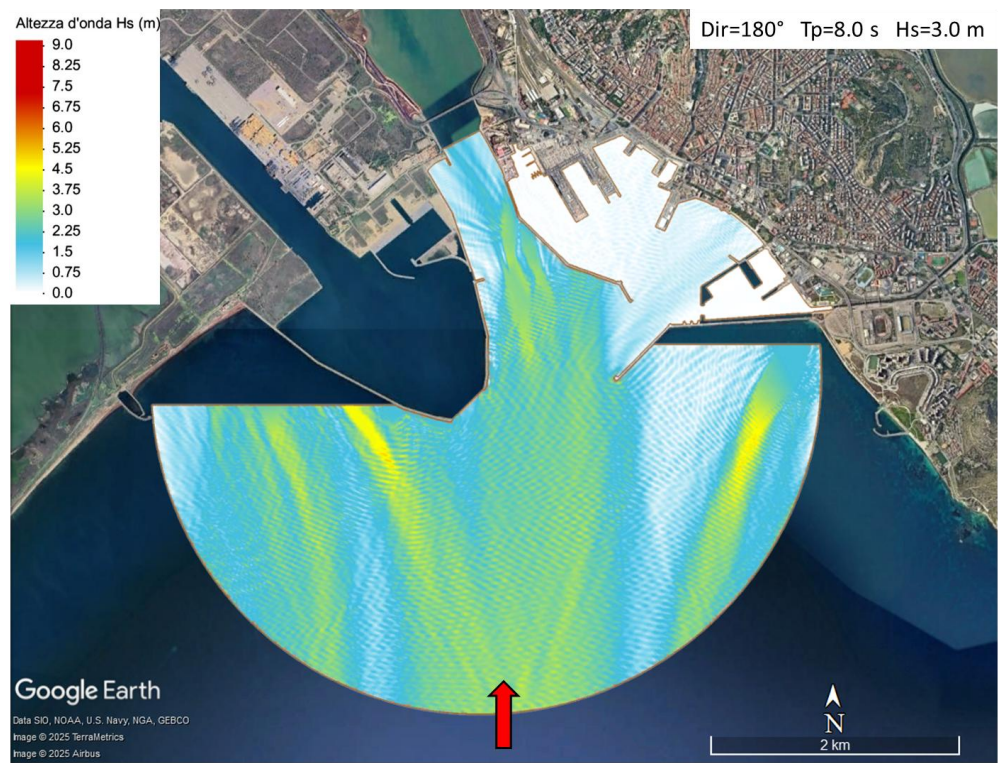 Altezza d'onda Hs (m)
9.0
8.25
7.5
6.75
6.0
5.25
4.5
3.75
3.0
2.25
1.5
0.75
0.0
Dir=180° Tp=8.0 s Hs=3.0 m
Google Earth
Data SIO, NOAA, U.S. Navy, NGA, GEBCO
Image © 2025 TerraMetrics
Image © 2025 Airbus
N
2 km